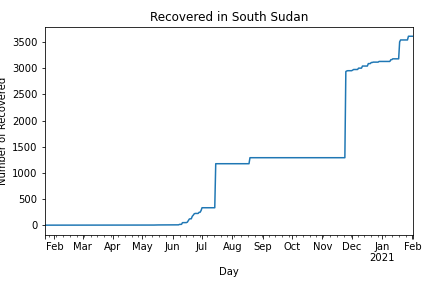 Recovered in South Sudan
Number of Recovered
3500
3000
2500
2000
1500
1000
500
0
Feb Mar Apr May Jun Jul Aug Sep Oct Nov Dec Jan Feb
2021
Day